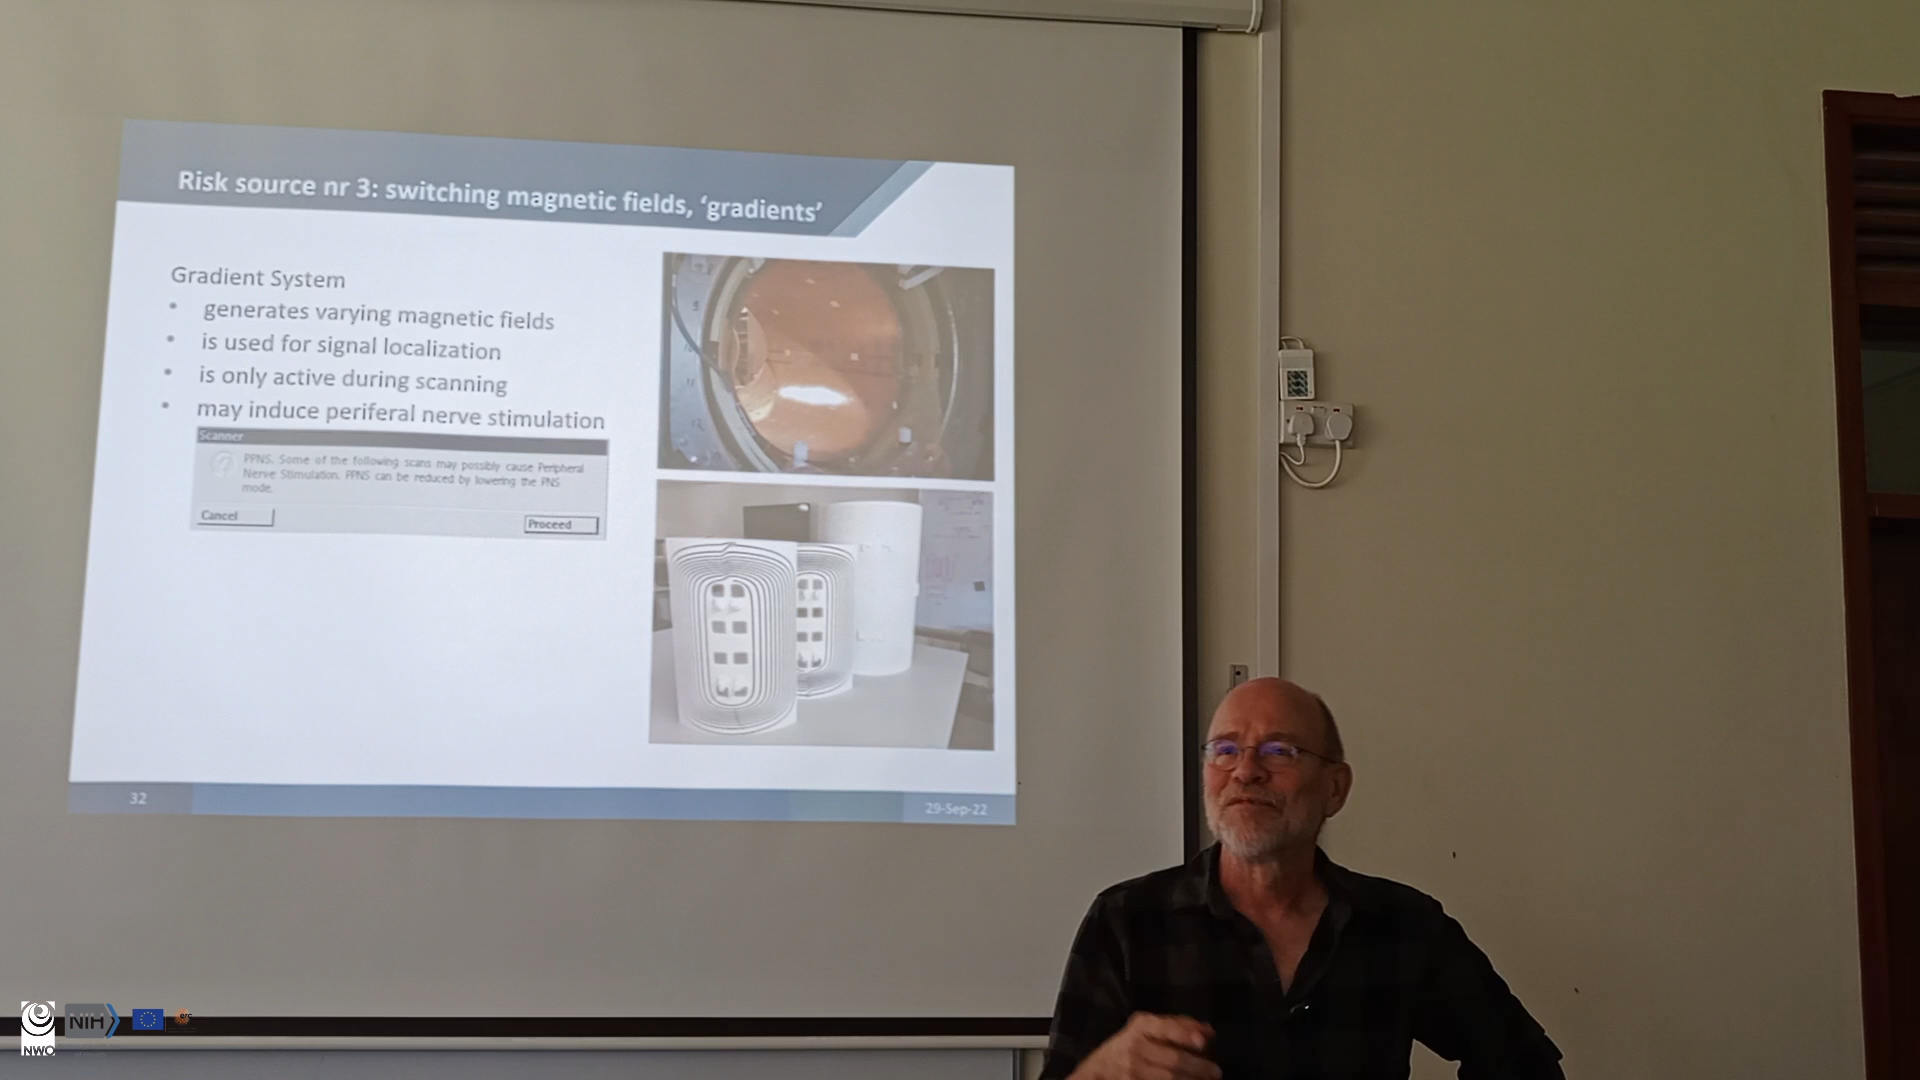 Risk source nr 3: switching magnetic fields, ‘gradients’
Gradient System
• generates varying magnetic fields
• is used for signal localization
• is only active during scanning
• may induce periferal nerve stimulation
Scanner
PPNS. Some of the following scans may possibly cause Peripheral
Nerve Stimulation. PPNS can be reduced by lowering the PNS
mode.
Cancel
Proceed
32
29-Sep-22
NWO
NIH
erc